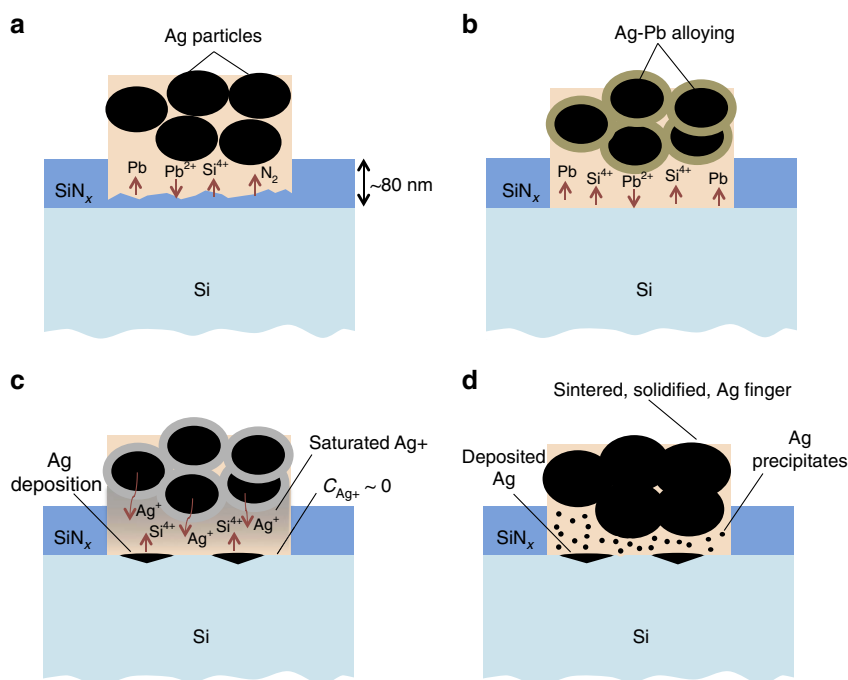 a
Ag particles
Pb
Pb²⁺
Si⁴⁺
N₂
SiNₓ
~80 nm
Si
b
Ag-Pb alloying
Pb
Si⁴⁺
Pb²⁺
Si⁴⁺
Pb
SiNₓ
Si
c
Ag
deposition
Saturated Ag+
C_Ag+ ~ 0
Ag⁺
Si⁴⁺
Ag⁺
Si⁴⁺
Ag⁺
SiNₓ
Si
d
Sintered, solidified, Ag finger
Deposited
Ag
Ag
precipitates
SiNₓ
Si